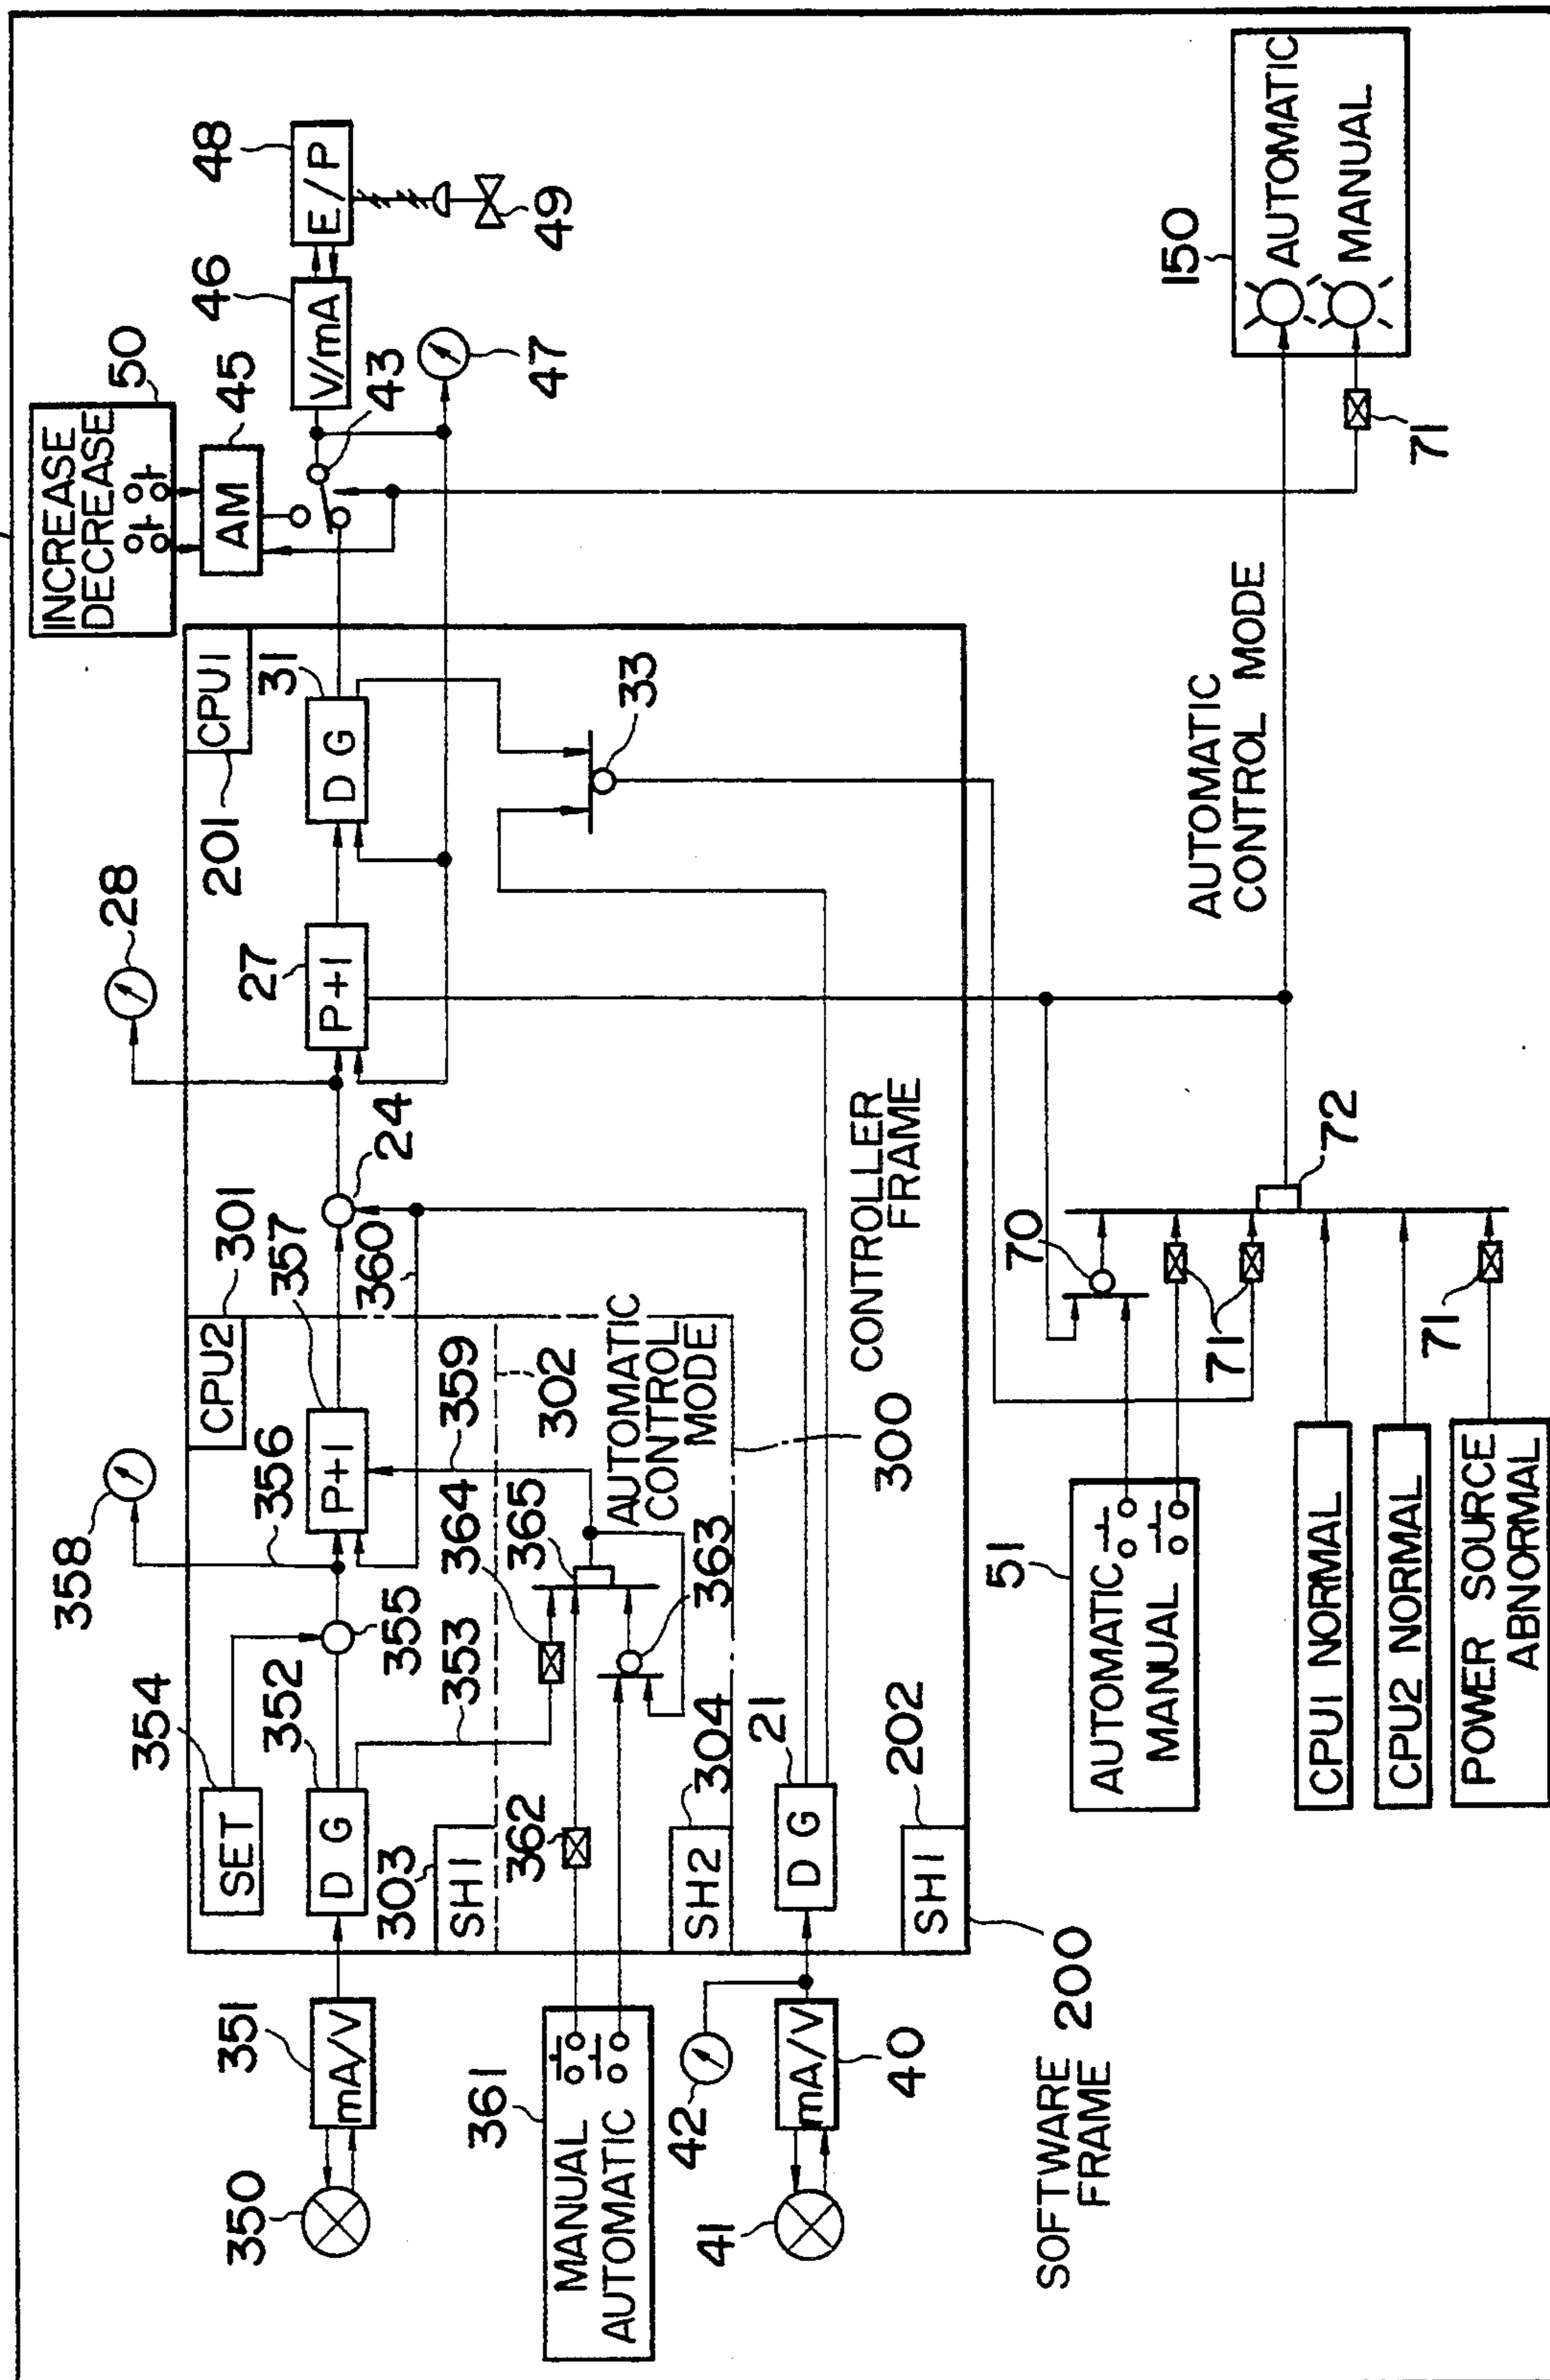 350
351
mA/V
354
SET
352
D G
358
356
355
357
P+I
CPU2
301
360
24
28
27
P+I
201
CPU1
31
D G
INCREASE
DECREASE
50
45
AM
46
V/mA
48
E/P
43
47
49
33
303
SH1
353
364
359
302
365
362
AUTOMATIC
CONTROL
MODE
363
304
SH2
300
361
MANUAL
AUTOMATIC
42
41
mA/V
40
21
D G
202
SH1
CONTROLLER
FRAME
SOFTWARE 200
FRAME
51
AUTOMATIC
MANUAL
70
71
72
71
CPU1 NORMAL
CPU2 NORMAL
POWER SOURCE
ABNORMAL
AUTOMATIC
CONTROL MODE
150
AUTOMATIC
MANUAL
71